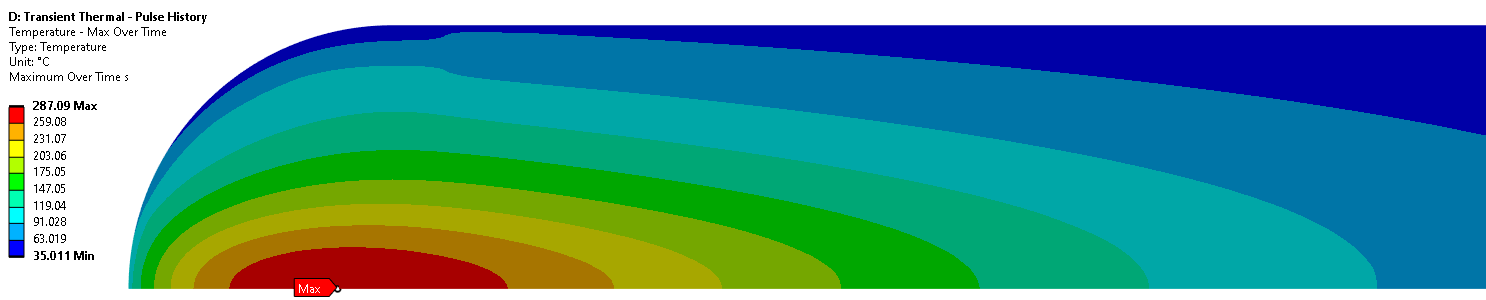 D: Transient Thermal - Pulse History
Temperature - Max Over Time
Type: Temperature
Unit: °C
Maximum Over Time s
287.09 Max
259.08
231.07
203.06
175.05
147.05
119.04
91.028
63.019
35.011 Min
Max